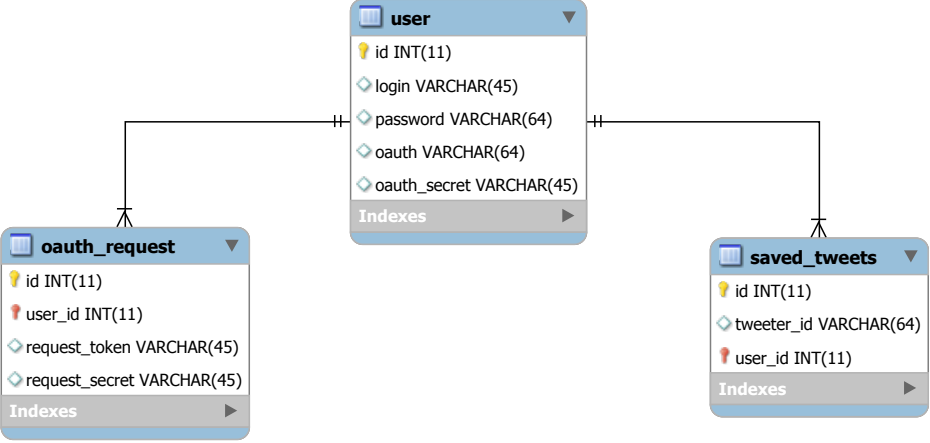 user
id INT(11)
login VARCHAR(45)
password VARCHAR(64)
oauth VARCHAR(64)
oauth_secret VARCHAR(45)
Indexes
oauth_request
id INT(11)
user_id INT(11)
request_token VARCHAR(45)
request_secret VARCHAR(45)
Indexes
saved_tweets
id INT(11)
tweeter_id VARCHAR(64)
user_id INT(11)
Indexes